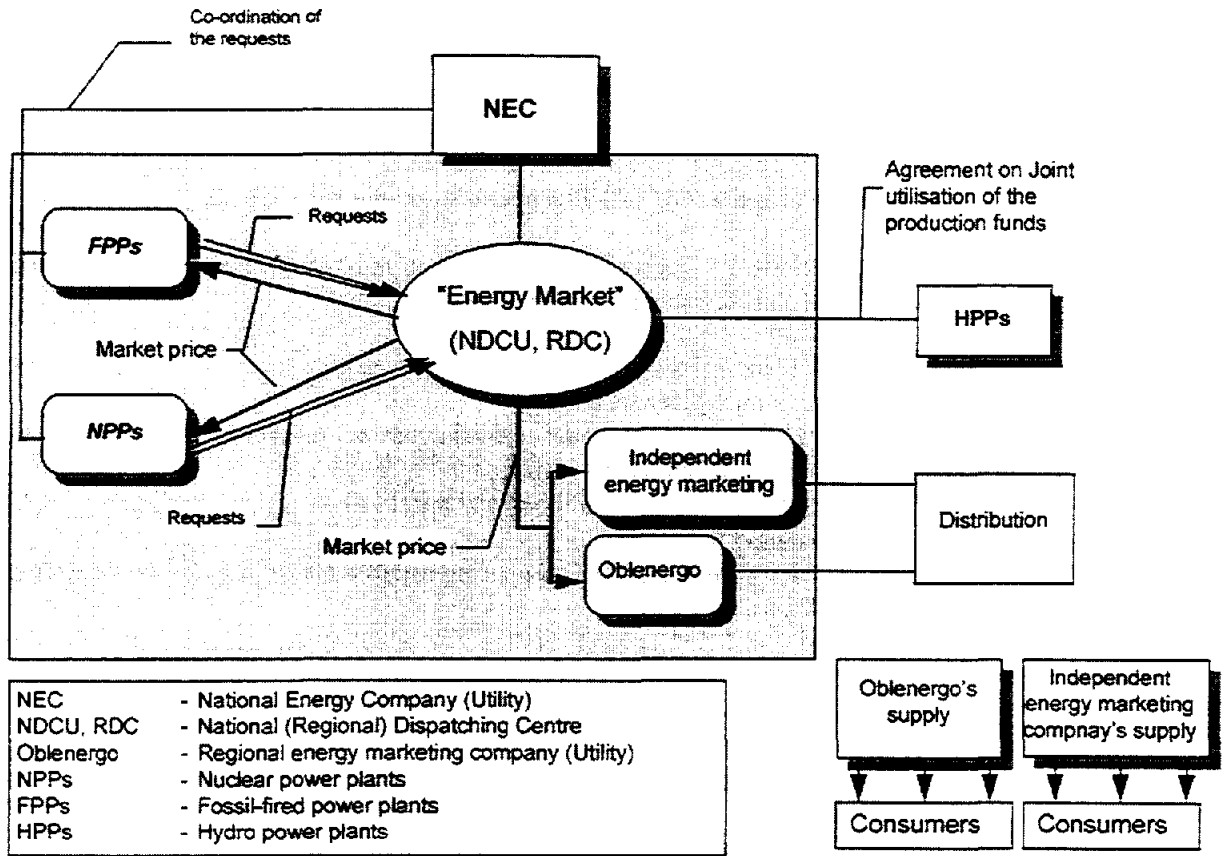 Co-ordination of
the requests
NEC
Agreement on Joint
utilisation of the
production funds
FPPs
Requests
"Energy Market"
(NDCU, RDC)
HPPs
Market price
NPPs
Requests
Market price
Independent
energy marketing
Oblenergo
Distribution
NEC - National Energy Company (Utility)
NDCU, RDC - National (Regional) Dispatching Centre
Oblenergo - Regional energy marketing company (Utility)
NPPs - Nuclear power plants
FPPs - Fossil-fired power plants
HPPs - Hydro power plants
Oblenergo's
supply
Independent
energy marketing
compnay's supply
Consumers
Consumers